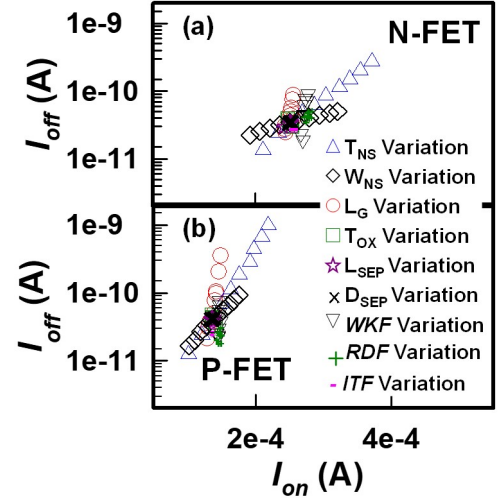 (a)
N-FET
1e-9
1e-10
1e-11
I_off (A)
T_NS Variation
W_NS Variation
L_G Variation
T_OX Variation
L_SEP Variation
D_SEP Variation
WKF Variation
RDF Variation
ITF Variation
(b)
P-FET
1e-9
1e-10
1e-11
I_off (A)
2e-4
4e-4
I_on (A)